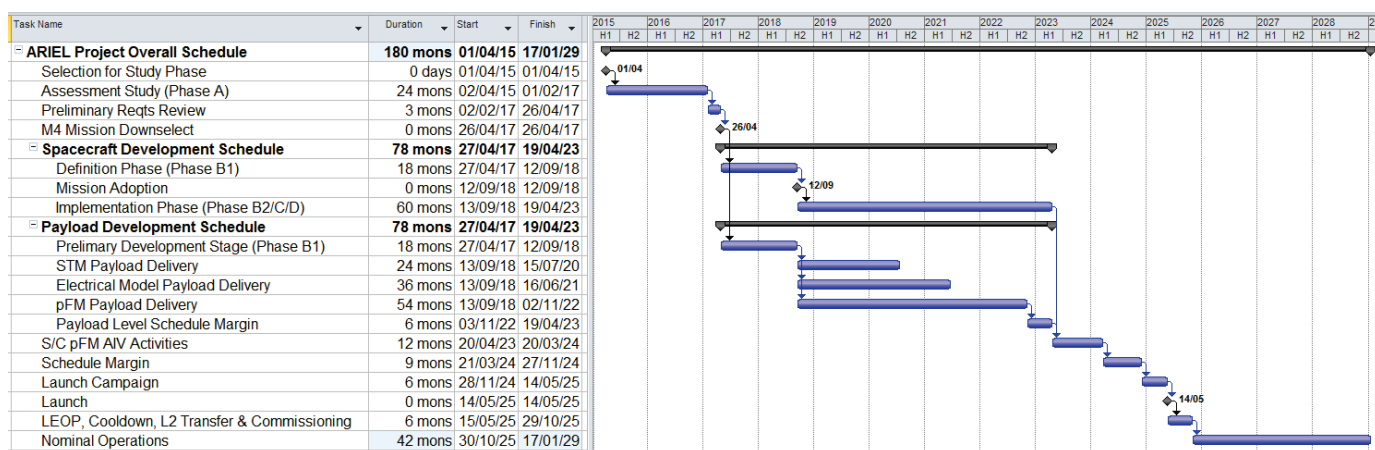 Task Name Duration Start Finish 2015 2016 2017 2018 2019 2020 2021 2022 2023 2024 2025 2026 2027 2028 2
H1 H2 H1 H2 H1 H2 H1 H2 H1 H2 H1 H2 H1 H2 H1 H2 H1 H2 H1 H2 H1 H2 H1 H2 H1 H2 H1 H2
ARIEL Project Overall Schedule 180 mons 01/04/15 17/01/29
Selection for Study Phase 0 days 01/04/15 01/04/15 01/04
Assessment Study (Phase A) 24 mons 02/04/15 01/02/17
Preliminary Reqts Review 3 mons 02/02/17 26/04/17
M4 Mission Downselect 0 mons 26/04/17 26/04/17 26/04
Spacecraft Development Schedule 78 mons 27/04/17 19/04/23
Definition Phase (Phase B1) 18 mons 27/04/17 12/09/18
Mission Adoption 0 mons 12/09/18 12/09/18 12/09
Implementation Phase (Phase B2/C/D) 60 mons 13/09/18 19/04/23
Payload Development Schedule 78 mons 27/04/17 19/04/23
Prelimary Development Stage (Phase B1) 18 mons 27/04/17 12/09/18
STM Payload Delivery 24 mons 13/09/18 15/07/20
Electrical Model Payload Delivery 36 mons 13/09/18 16/06/21
pFM Payload Delivery 54 mons 13/09/18 02/11/22
Payload Level Schedule Margin 6 mons 03/11/22 19/04/23
S/C pFM AIV Activities 12 mons 20/04/23 20/03/24
Schedule Margin 9 mons 21/03/24 27/11/24
Launch Campaign 6 mons 28/11/24 14/05/25
Launch 0 mons 14/05/25 14/05/25 14/05
LEOP, Cooldown, L2 Transfer & Commissioning 6 mons 15/05/25 29/10/25
Nominal Operations 42 mons 30/10/25 17/01/29